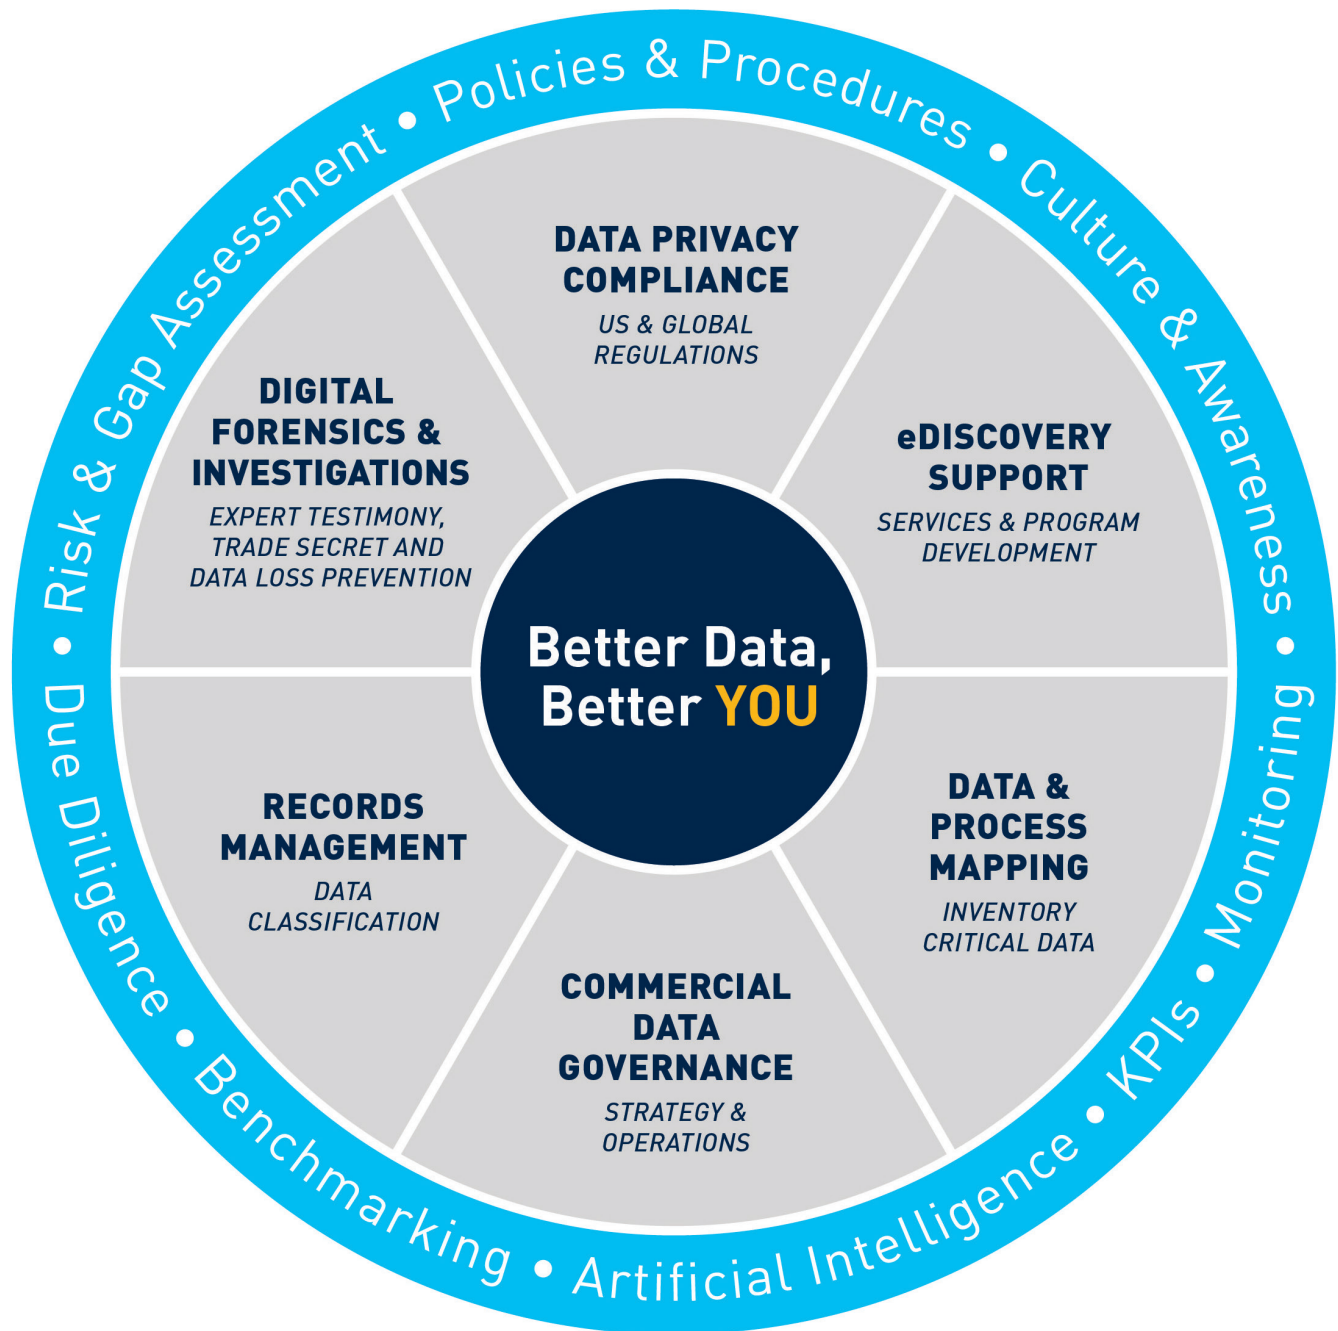 Policies & Procedures • Culture & Awareness • Monitoring • KPIs • Artificial Intelligence • Benchmarking • Due Diligence • Risk & Gap Assessment •
DATA PRIVACY
COMPLIANCE
US & GLOBAL
REGULATIONS
eDISCOVERY
SUPPORT
SERVICES & PROGRAM
DEVELOPMENT
DATA &
PROCESS
MAPPING
INVENTORY
CRITICAL DATA
COMMERCIAL
DATA
GOVERNANCE
STRATEGY &
OPERATIONS
RECORDS
MANAGEMENT
DATA
CLASSIFICATION
DIGITAL
FORENSICS &
INVESTIGATIONS
EXPERT TESTIMONY,
TRADE SECRET AND
DATA LOSS PREVENTION
Better Data,
Better YOU